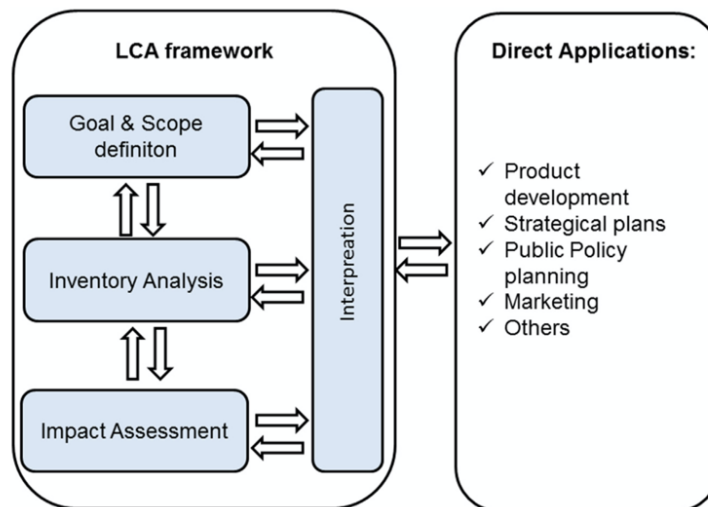 LCA framework
Direct Applications:
Goal & Scope
definiton
Inventory Analysis
Impact Assessment
Interpreation
✓ Product
development
✓ Strategical plans
✓ Public Policy
planning
✓ Marketing
✓ Others